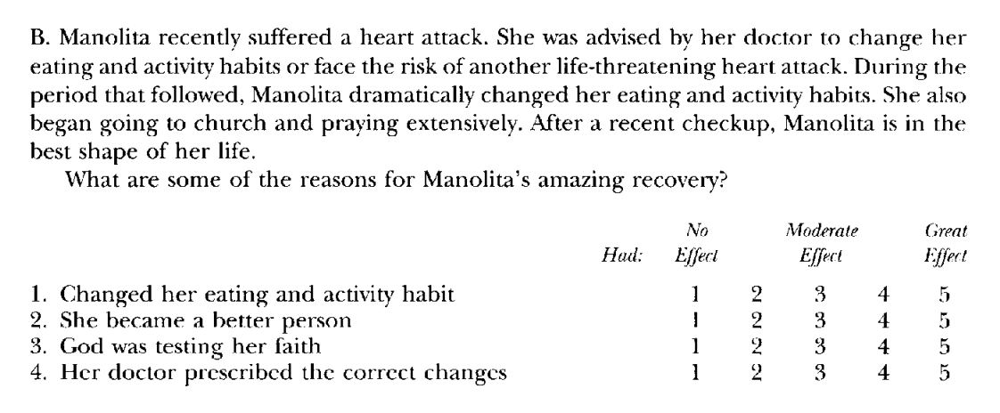 B. Manolita recently suffered a heart attack. She was advised by her doctor to change her
eating and activity habits or face the risk of another life-threatening heart attack. During the
period that followed, Manolita dramatically changed her eating and activity habits. She also
began going to church and praying extensively. After a recent checkup, Manolita is in the
best shape of her life.
What are some of the reasons for Manolita's amazing recovery?
No Moderate Great
Had: Effect Effect Effect
1. Changed her eating and activity habit 1 2 3 4 5
2. She became a better person 1 2 3 4 5
3. God was testing her faith 1 2 3 4 5
4. Her doctor prescribed the correct changes 1 2 3 4 5